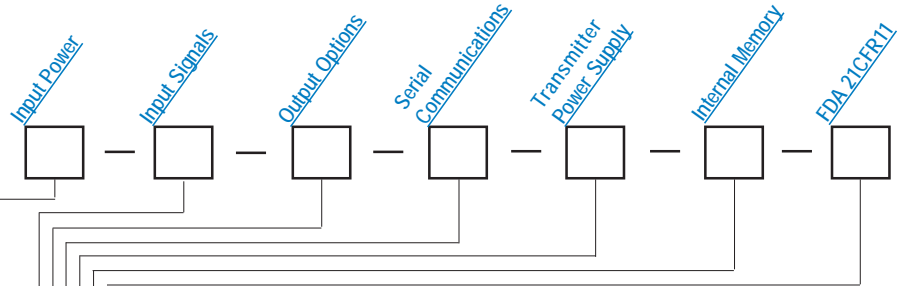 Input Power
Input Signals
Output Options
Serial
Communications
Transmitter
Power Supply
Internal Memory
FDA 21CFR11